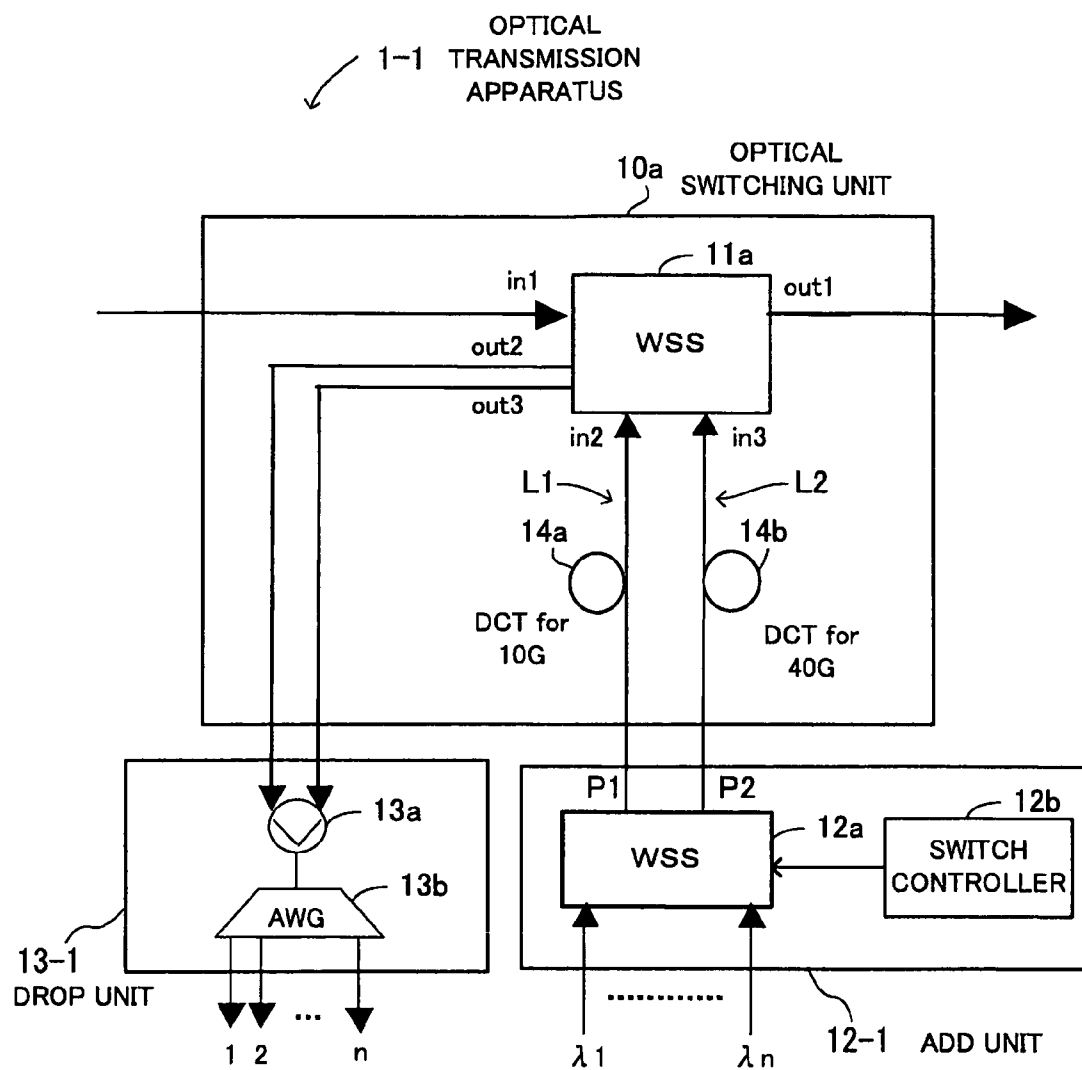 OPTICAL
1-1 TRANSMISSION
APPARATUS
OPTICAL
10a SWITCHING UNIT
11a
in1
out1
WSS
out2
out3
in2
in3
L1
L2
14a
14b
DCT for
10G
DCT for
40G
P1
P2
13a
12a
12b
WSS
SWITCH
CONTROLLER
13b
AWG
13-1
DROP UNIT
1 2 ... n
λ1
λn
12-1 ADD UNIT